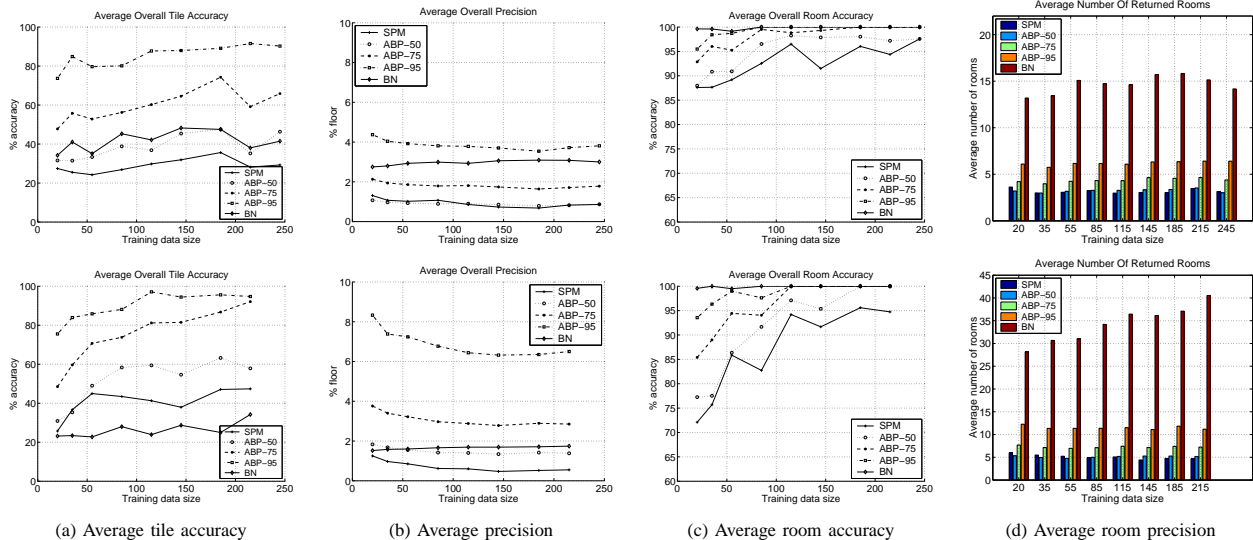 Average Overall Tile Accuracy
100
80
60
40
20
0
% accuracy
0 50 100 150 200 250
Training data size
SPM
ABP−50
ABP−75
ABP−95
BN
Average Overall Precision
10
8
6
4
2
0
% floor
0 50 100 150 200 250
Training data size
SPM
ABP−50
ABP−75
ABP−95
BN
Average Overall Room Accuracy
100
95
90
85
80
75
70
65
60
% accuracy
0 50 100 150 200 250
Training data size
SPM
ABP−50
ABP−75
ABP−95
BN
Average Number Of Returned Rooms
20
15
10
5
0
Average number of rooms
20 35 55 85 115 145 185 215 245
Training data size
SPM
ABP−50
ABP−75
ABP−95
BN
Average Overall Tile Accuracy
100
80
60
40
20
0
% accuracy
0 50 100 150 200 250
Training data size
SPM
ABP−50
ABP−75
ABP−95
BN
Average Overall Precision
10
8
6
4
2
0
% floor
0 50 100 150 200 250
Training data size
SPM
ABP−50
ABP−75
ABP−95
BN
Average Overall Room Accuracy
100
95
90
85
80
75
70
65
60
% accuracy
0 50 100 150 200 250
Training data size
SPM
ABP−50
ABP−75
ABP−95
BN
Average Number Of Returned Rooms
45
40
35
30
25
20
15
10
5
0
Average number of rooms
20 35 55 85 115 145 185 215
Training data size
SPM
ABP−50
ABP−75
ABP−95
BN
(a) Average tile accuracy
(b) Average precision
(c) Average room accuracy
(d) Average room precision